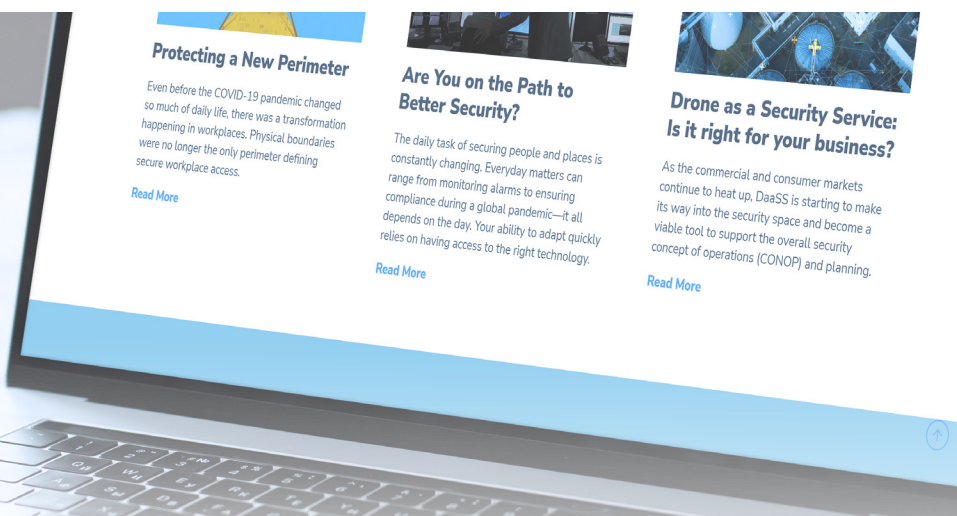 Protecting a New Perimeter
Even before the COVID-19 pandemic changed
so much of daily life, there was a transformation
happening in workplaces. Physical boundaries
were no longer the only perimeter defining
secure workplace access.
Read More
Are You on the Path to
Better Security?
The daily task of securing people and places is
constantly changing. Everyday matters can
range from monitoring alarms to ensuring
compliance during a global pandemic—it all
depends on the day. Your ability to adapt quickly
relies on having access to the right technology.
Read More
Drone as a Security Service:
Is it right for your business?
As the commercial and consumer markets
continue to heat up, DaaSS is starting to make
its way into the security space and become a
viable tool to support the overall security
concept of operations (CONOP) and planning.
Read More